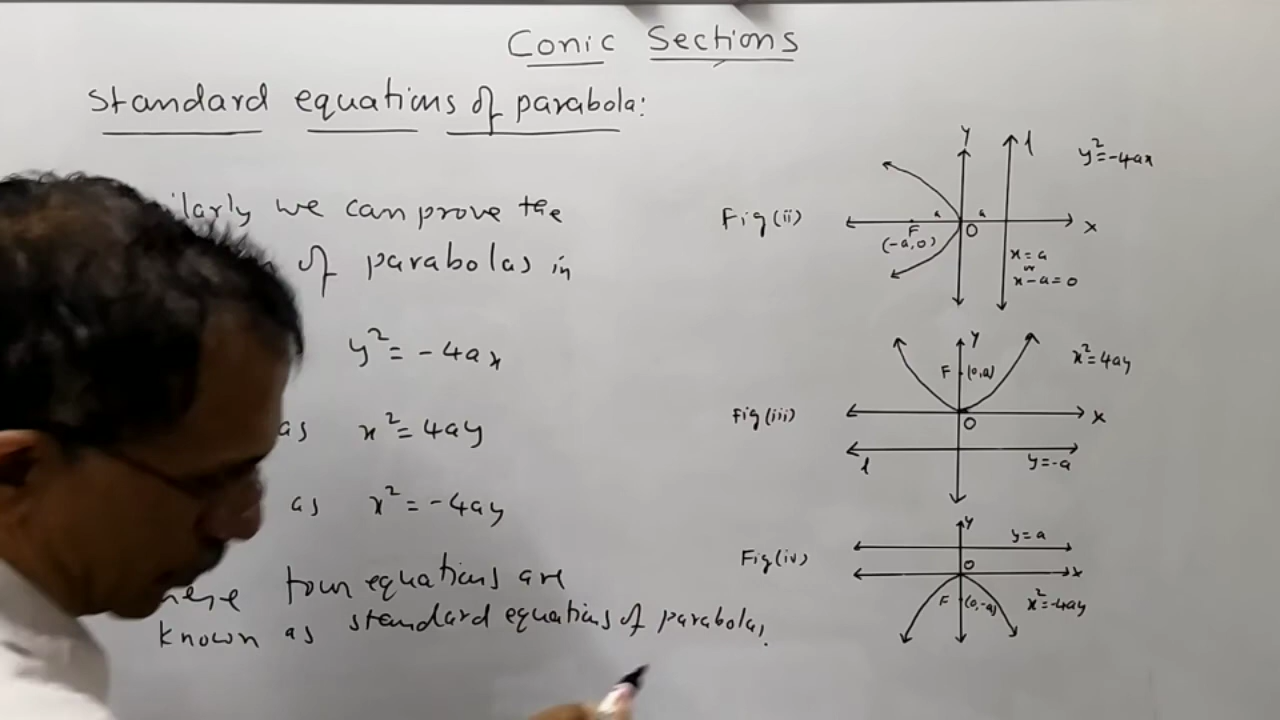 Conic Sections
Standard equations of parabola:
we can prove the
of parabolas in
y²= -4ax
as x²= 4ay
as x²= -4ay
four equations are
known as standard equations of parabolas.
Fig(ii)
y
l
y²=-4ax
a a
F
O
x
(-a,0)
x=a
or
x-a=0
Fig(iii)
y
F (0,a)
x²=4ay
O
x
l
y=-a
Fig(iv)
y
y=a
O
x
F (0,-a)
x²=-4ay